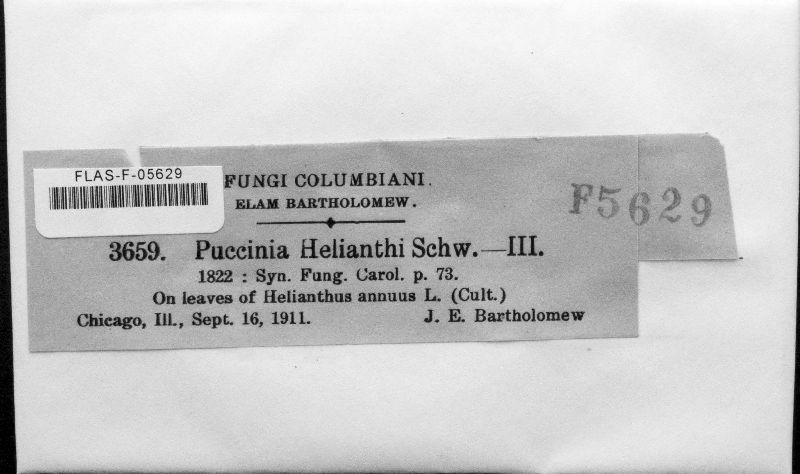 FLAS-F-05629
FUNGI COLUMBIANI.
ELAM BARTHOLOMEW.
F5629
3659. Puccinia Helianthi Schw.—III.
1822 : Syn. Fung. Carol. p. 73.
On leaves of Helianthus annuus L. (Cult.)
Chicago, Ill., Sept. 16, 1911. J. E. Bartholomew